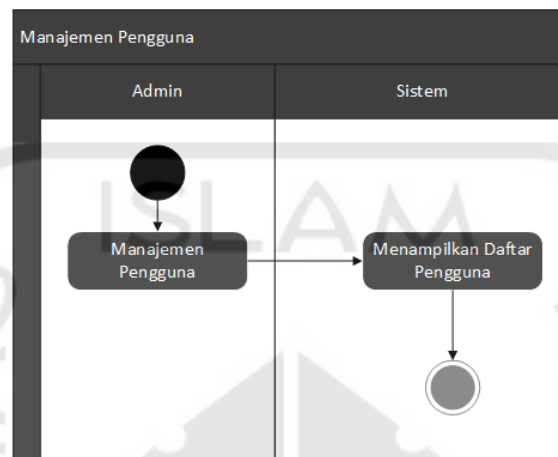 Manajemen Pengguna
Admin
Sistem
ISLAM
Manajemen
Pengguna
Menampilkan Daftar
Pengguna